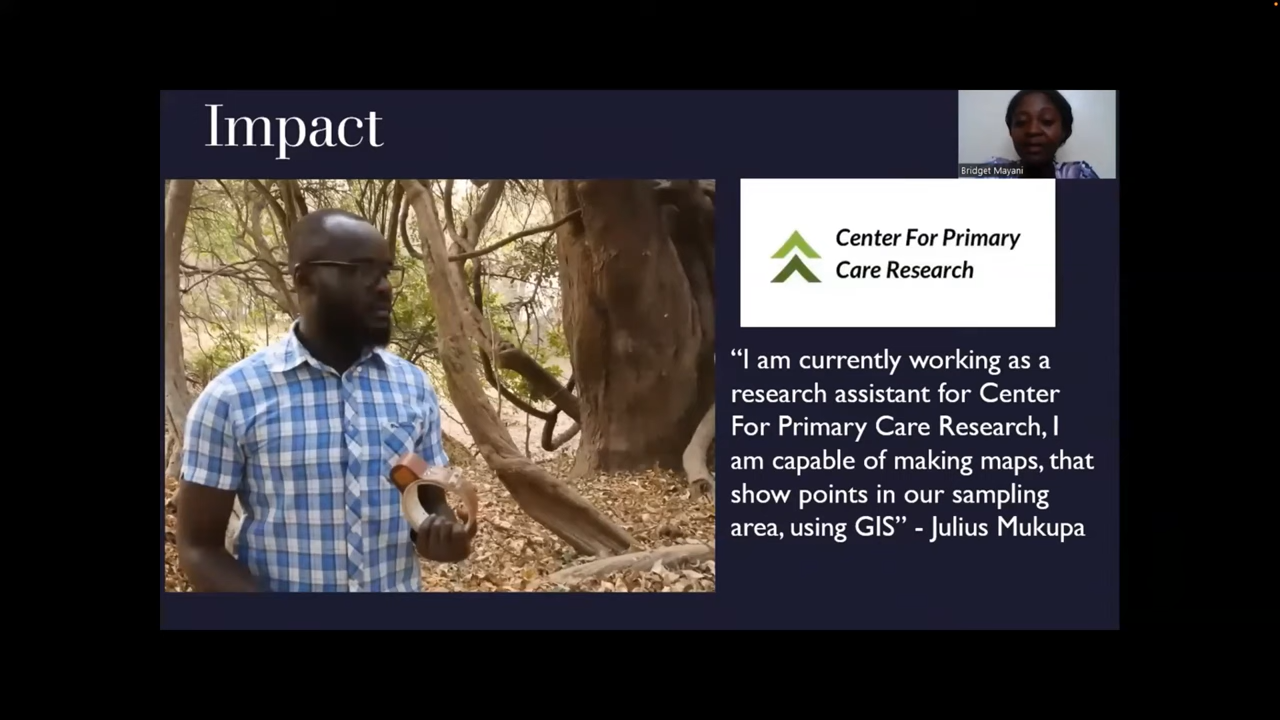 Impact
Bridget Mayani
Center For Primary
Care Research
“I am currently working as a
research assistant for Center
For Primary Care Research, I
am capable of making maps, that
show points in our sampling
area, using GIS” - Julius Mukupa